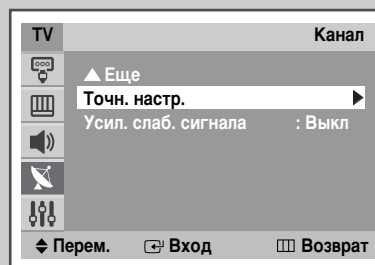 TV Канал
▲ Еще
Точн. настр. ►
Усил. слаб. сигнала : Выкл
Перем. Вход Возврат